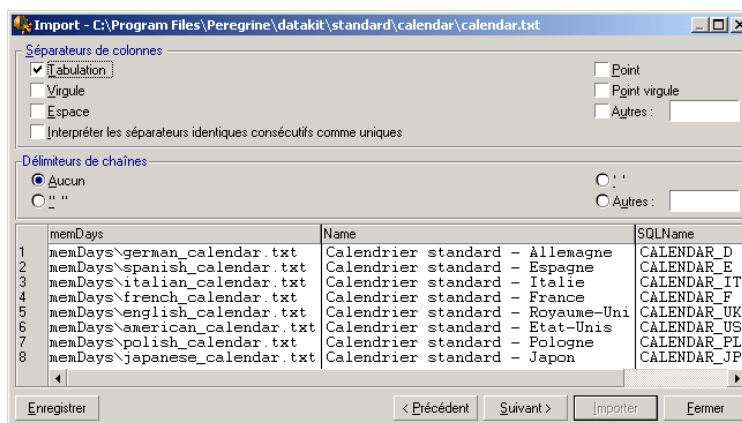 Import - C:\Program Files\Peregrine\datakit\standard\calendar\calendar.txt
Séparateurs de colonnes
Tabulation Point
Virgule Point virgule
Espace Autres :
Interpréter les séparateurs identiques consécutifs comme uniques
Délimiteurs de chaînes
Aucun ' '
" " Autres :
memDays Name SQLName
1 memDays\german_calendar.txt Calendrier standard - Allemagne CALENDAR_D
2 memDays\spanish_calendar.txt Calendrier standard - Espagne CALENDAR_E
3 memDays\italian_calendar.txt Calendrier standard - Italie CALENDAR_IT
4 memDays\french_calendar.txt Calendrier standard - France CALENDAR_F
5 memDays\english_calendar.txt Calendrier standard - Royaume-Uni CALENDAR_UK
6 memDays\american_calendar.txt Calendrier standard - Etat-Unis CALENDAR_US
7 memDays\polish_calendar.txt Calendrier standard - Pologne CALENDAR_PL
8 memDays\japanese_calendar.txt Calendrier standard - Japon CALENDAR_JP
Enregistrer < Précédent Suivant > Importer Fermer